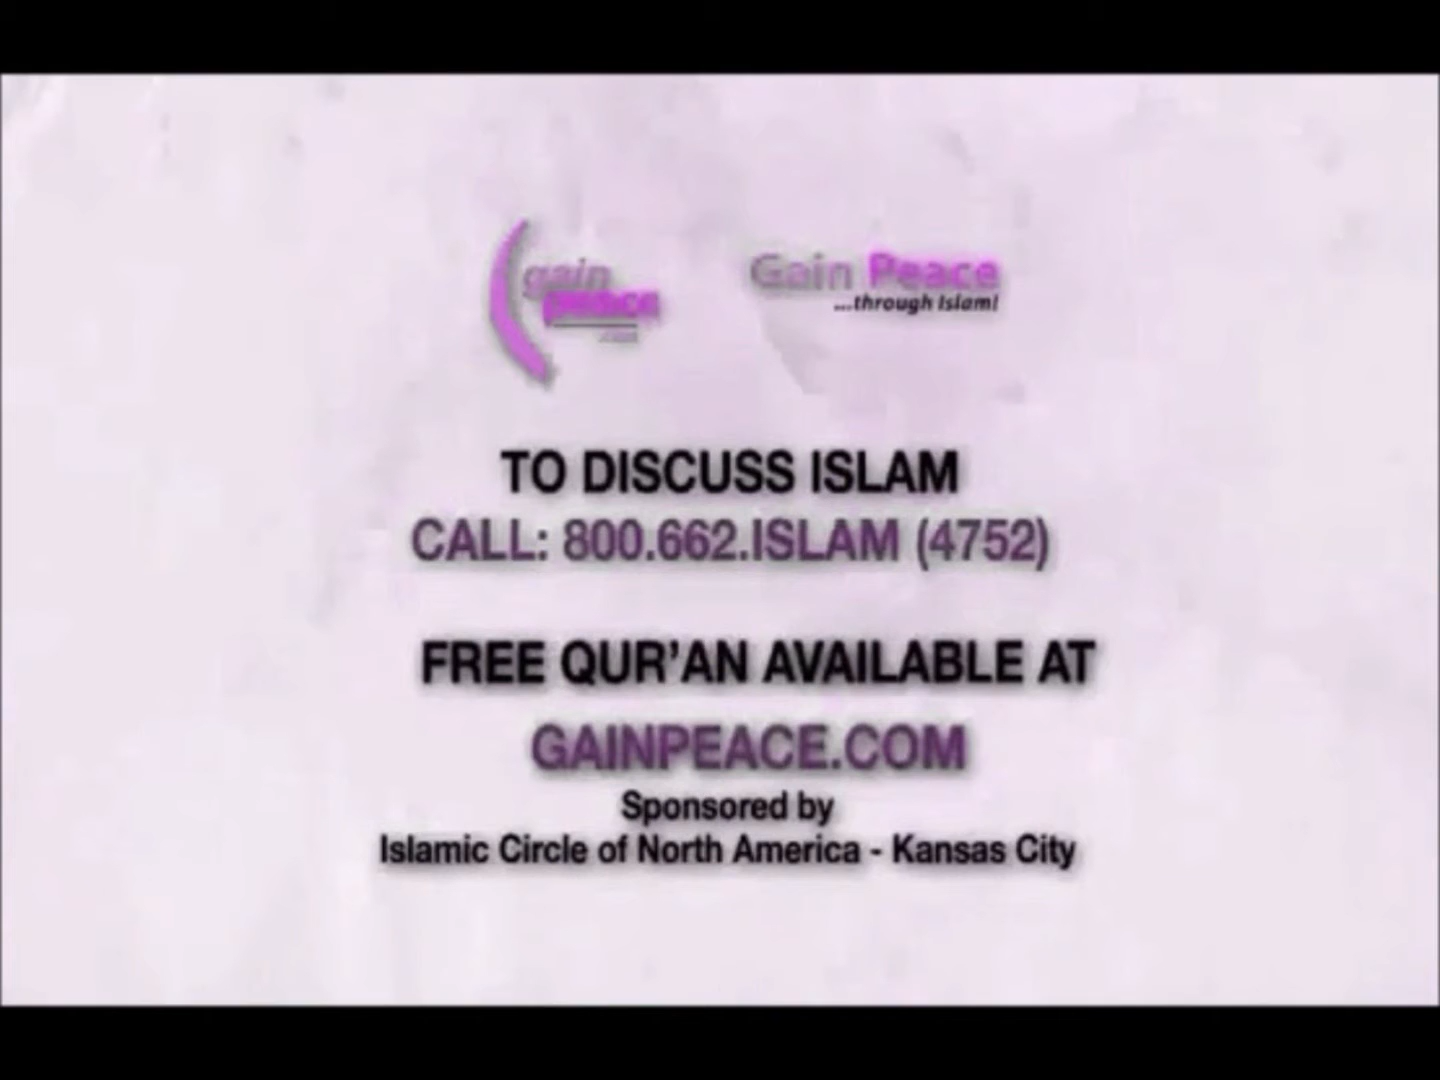 gain
peace
.com
Gain Peace
...through Islam!
TO DISCUSS ISLAM
CALL: 800.662.ISLAM (4752)
FREE QUR'AN AVAILABLE AT
GAINPEACE.COM
Sponsored by
Islamic Circle of North America - Kansas City